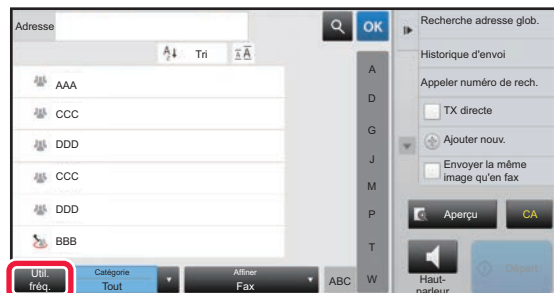 Adresse
OK
Recherche adresse glob.
Tri
Historique d'envoi
AAA
A
Appeler numéro de rech.
CCC
D
TX directe
DDD
G
Ajouter nouv.
CCC
J
Envoyer la même
image qu'en fax
M
DDD
P
Aperçu
CA
BBB
T
Util.
fréq.
Catégorie
Tout
Affiner
Fax
ABC
W
Haut-
parleur
Départ